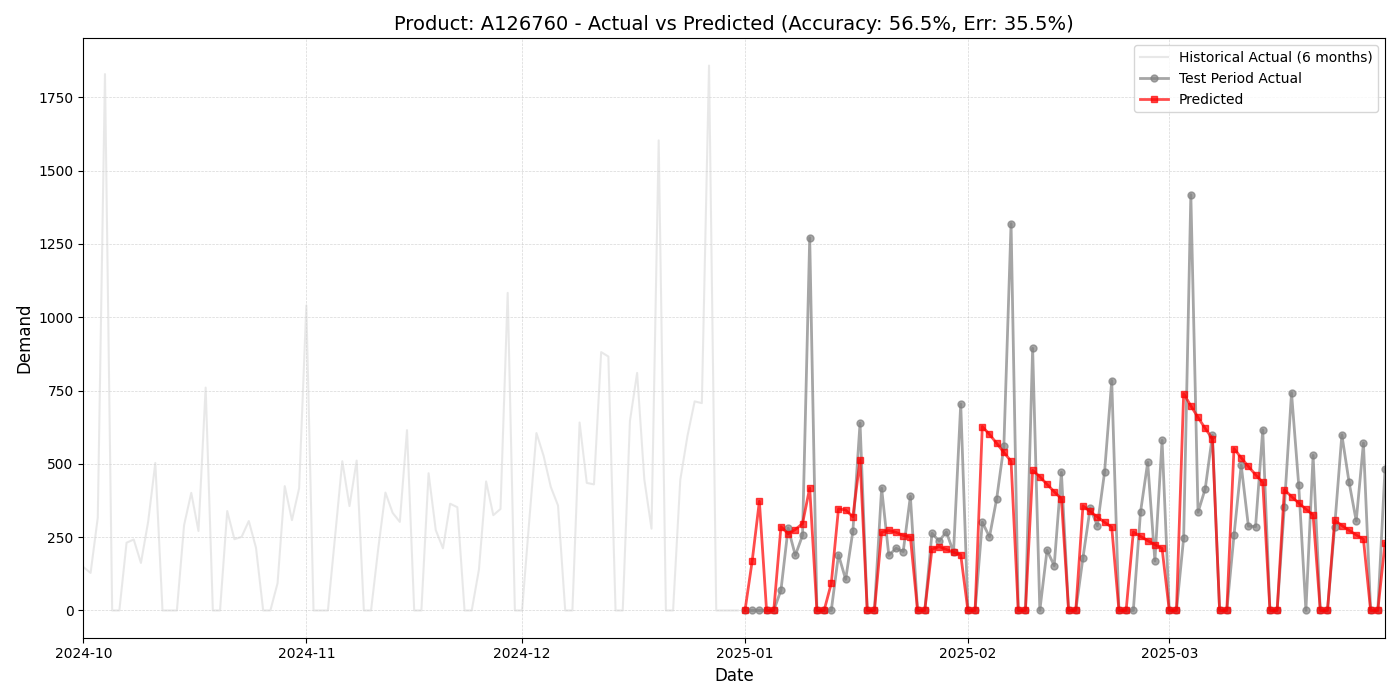 Product: A126760 - Actual vs Predicted (Accuracy: 56.5%, Err: 35.5%)
Historical Actual (6 months)
Test Period Actual
Predicted
Demand
1750
1500
1250
1000
750
500
250
0
2024-10
2024-11
2024-12
2025-01
2025-02
2025-03
Date